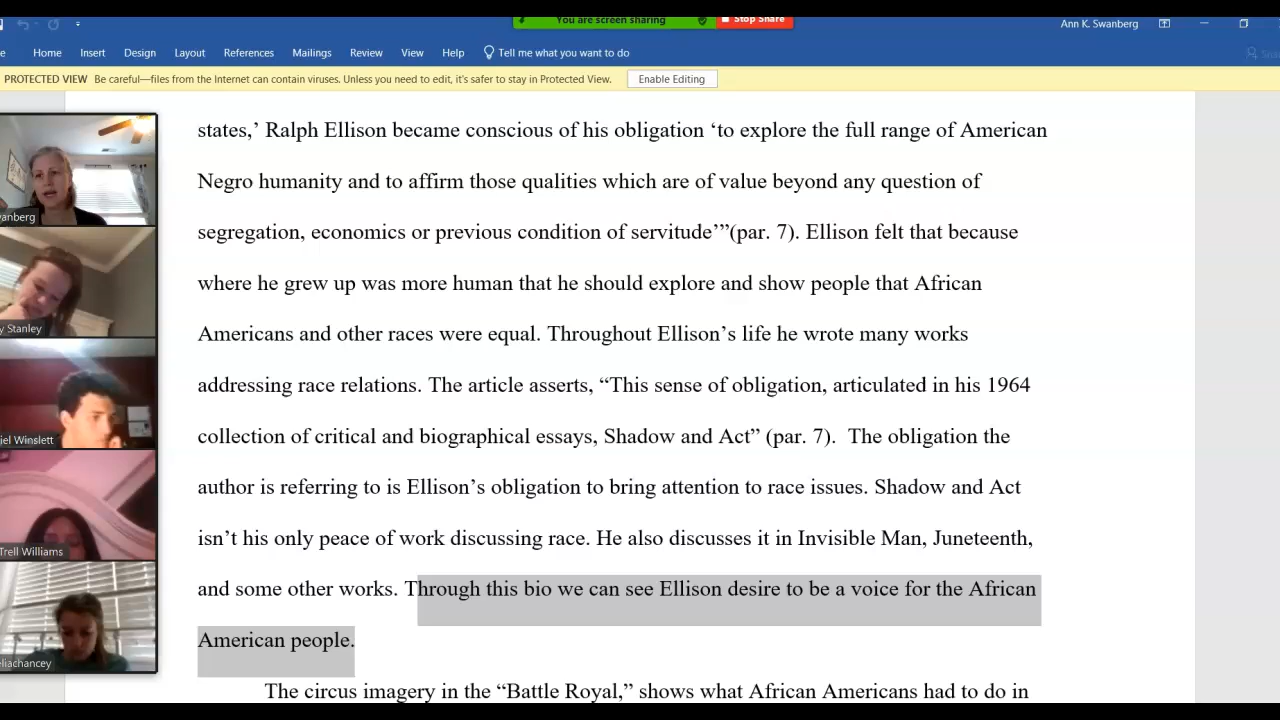 You are screen sharing
Stop Share
Ann K. Swanberg
Home Insert Design Layout References Mailings Review View Help Tell me what you want to do
PROTECTED VIEW Be careful—files from the Internet can contain viruses. Unless you need to edit, it's safer to stay in Protected View. Enable Editing
states,’ Ralph Ellison became conscious of his obligation ‘to explore the full range of American
Negro humanity and to affirm those qualities which are of value beyond any question of
segregation, economics or previous condition of servitude’”(par. 7). Ellison felt that because
where he grew up was more human that he should explore and show people that African
Americans and other races were equal. Throughout Ellison’s life he wrote many works
addressing race relations. The article asserts, “This sense of obligation, articulated in his 1964
collection of critical and biographical essays, Shadow and Act” (par. 7).  The obligation the
author is referring to is Ellison’s obligation to bring attention to race issues. Shadow and Act
isn’t his only peace of work discussing race. He also discusses it in Invisible Man, Juneteenth,
and some other works. Through this bio we can see Ellison desire to be a voice for the African
American people.
The circus imagery in the “Battle Royal,” shows what African Americans had to do in
wanberg
y Stanley
iel Winslett
Trell Williams
eliachancey